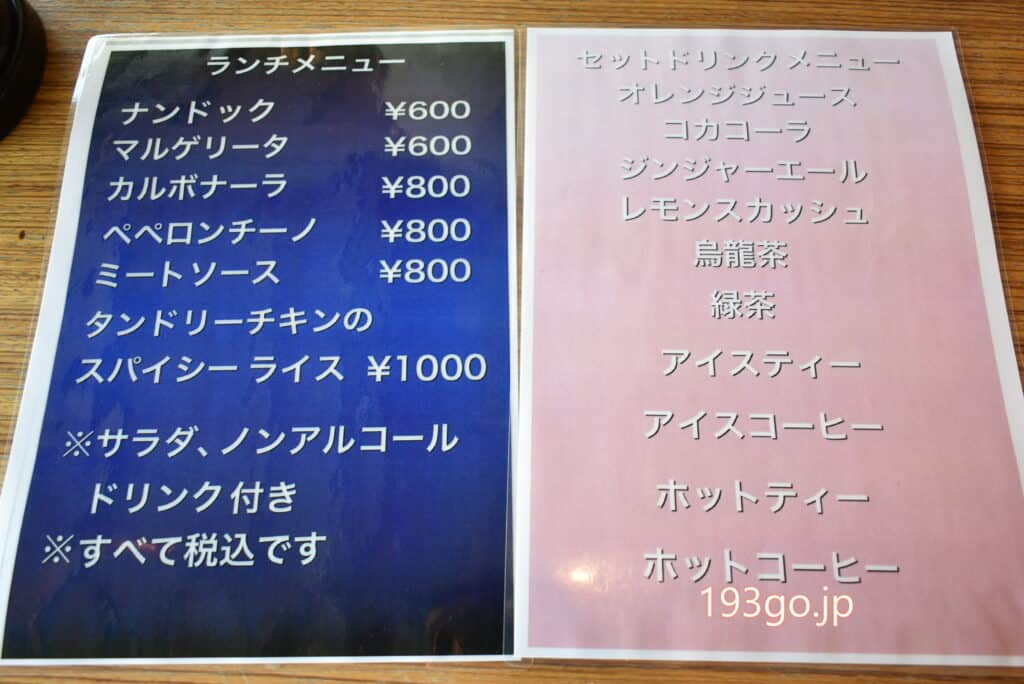 ランチメニュー
ナンドック ¥600
マルゲリータ ¥600
カルボナーラ ¥800
ペペロンチーノ ¥800
ミートソース ¥800
タンドリーチキンの
スパイシーライス ¥1000
※サラダ、ノンアルコール
ドリンク付き
※すべて税込です
セットドリンクメニュー
オレンジジュース
コカコーラ
ジンジャーエール
レモンスカッシュ
烏龍茶
緑茶
アイスティー
アイスコーヒー
ホットティー
ホットコーヒー
193go.jp